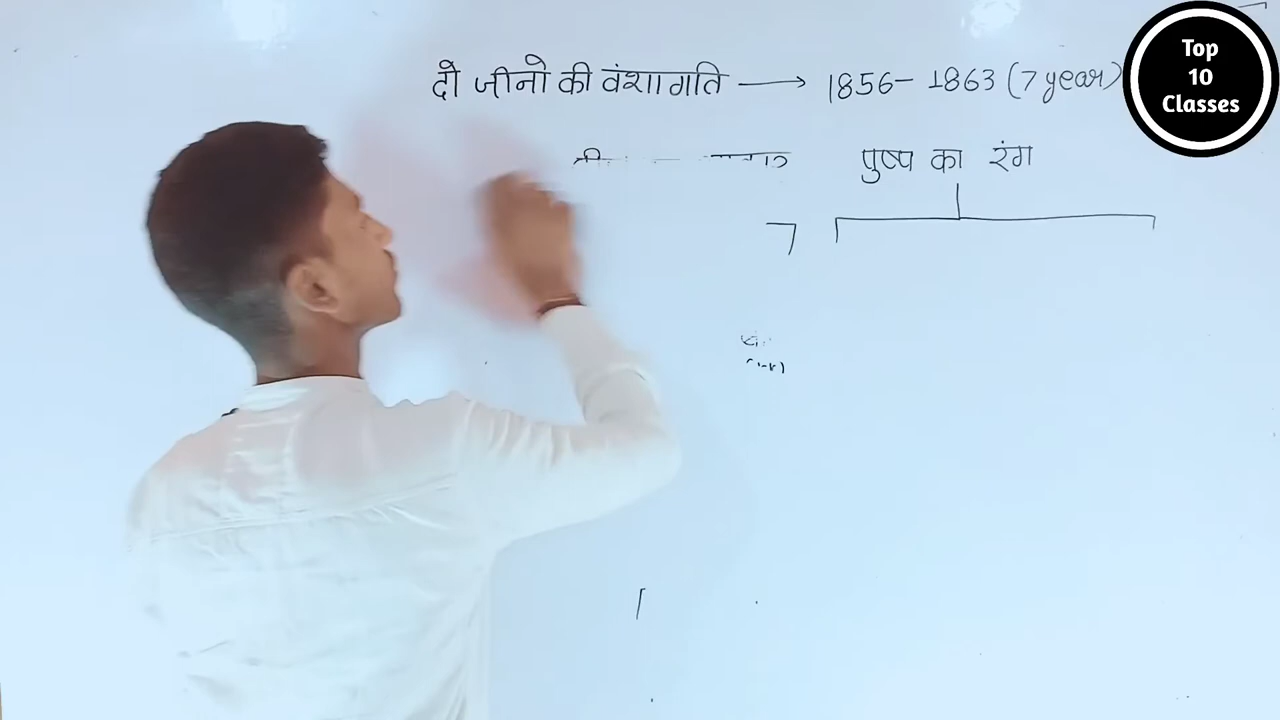 दो जीनो की वंशागति → 1856- 1863 (7 year)
पुष्प का रंग
Top
10
Classes